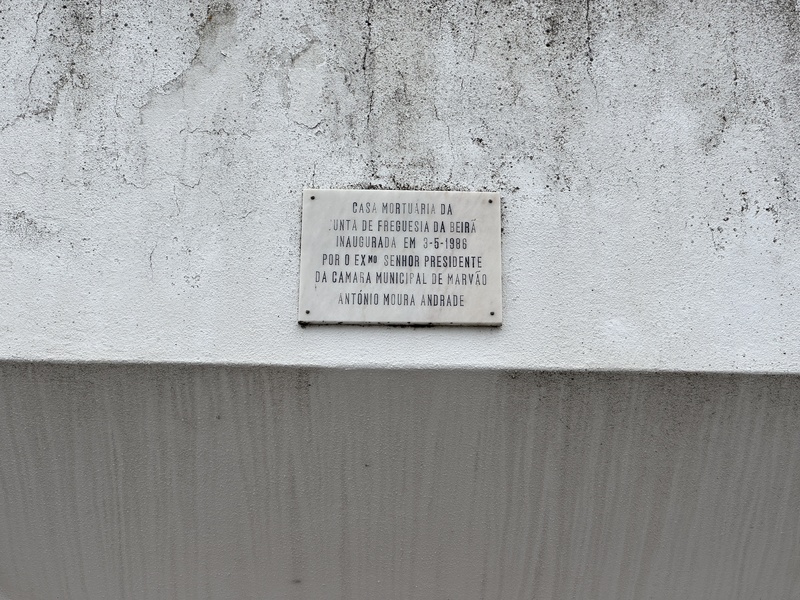 CASA MORTUÁRIA DA
JUNTA DE FREGUESIA DA BEIRÃ
INAUGURADA EM 3-5-1986
POR O EXMO SENHOR PRESIDENTE
DA CAMARA MUNICIPAL DE MARVÃO
ANTÓNIO MOURA ANDRADE